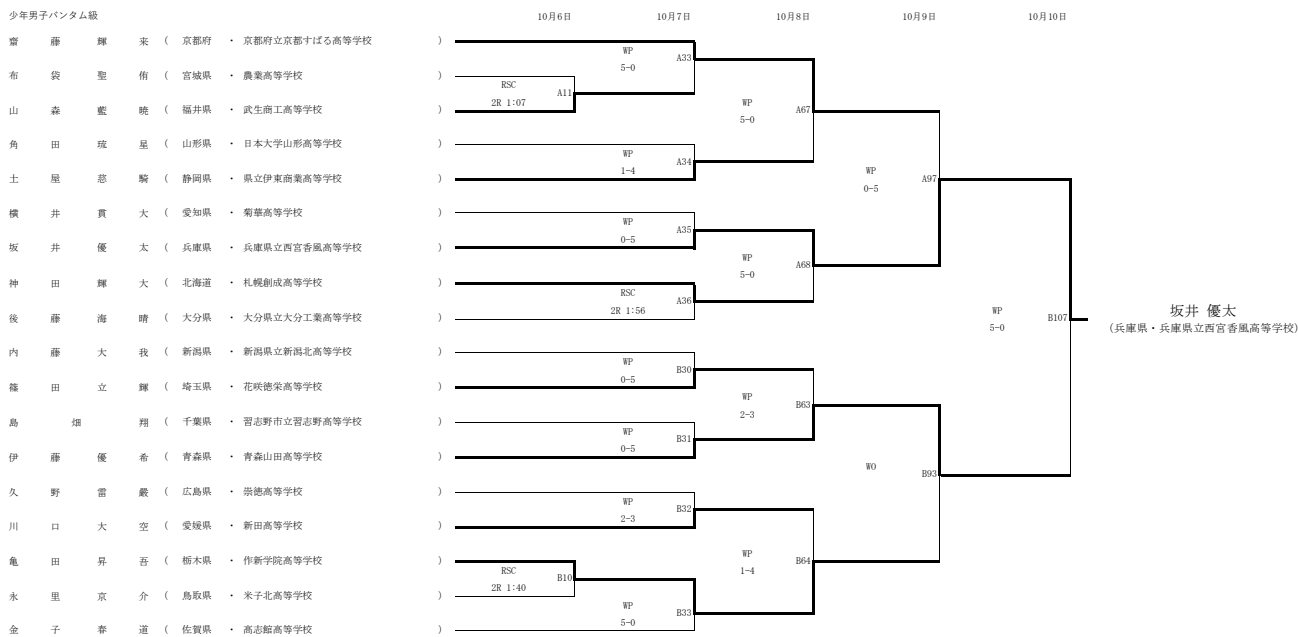 少年男子バンタム級 10月6日 10月7日 10月8日 10月9日 10月10日
齋藤輝来 ( 京都府 ・ 京都府立京都すばる高等学校 )
WP
5-0
A33
布袋聖侑 ( 宮城県 ・ 農業高等学校 )
RSC
2R 1:07
A11
山森藍暁 ( 福井県 ・ 武生商工高等学校 )
WP
5-0
A67
角田琉星 ( 山形県 ・ 日本大学山形高等学校 )
WP
1-4
A34
土屋慈騎 ( 静岡県 ・ 県立伊東商業高等学校 )
WP
0-5
A97
横井貫大 ( 愛知県 ・ 菊華高等学校 )
WP
0-5
A35
坂井優太 ( 兵庫県 ・ 兵庫県立西宮香風高等学校 )
WP
5-0
A68
神田輝大 ( 北海道 ・ 札幌創成高等学校 )
RSC
2R 1:56
A36
後藤海晴 ( 大分県 ・ 大分県立大分工業高等学校 )
WP
5-0
B107
坂井 優太
(兵庫県・兵庫県立西宮香風高等学校)
内藤大我 ( 新潟県 ・ 新潟県立新潟北高等学校 )
WP
0-5
B30
篠田立輝 ( 埼玉県 ・ 花咲徳栄高等学校 )
WP
2-3
B63
島畑翔 ( 千葉県 ・ 習志野市立習志野高等学校 )
WP
0-5
B31
伊藤優希 ( 青森県 ・ 青森山田高等学校 )
WO
B93
久野雷嚴 ( 広島県 ・ 崇徳高等学校 )
WP
2-3
B32
川口大空 ( 愛媛県 ・ 新田高等学校 )
WP
1-4
B64
亀田昇吾 ( 栃木県 ・ 作新学院高等学校 )
RSC
2R 1:40
B10
永里京介 ( 鳥取県 ・ 米子北高等学校 )
WP
5-0
B33
金子春道 ( 佐賀県 ・ 高志館高等学校 )